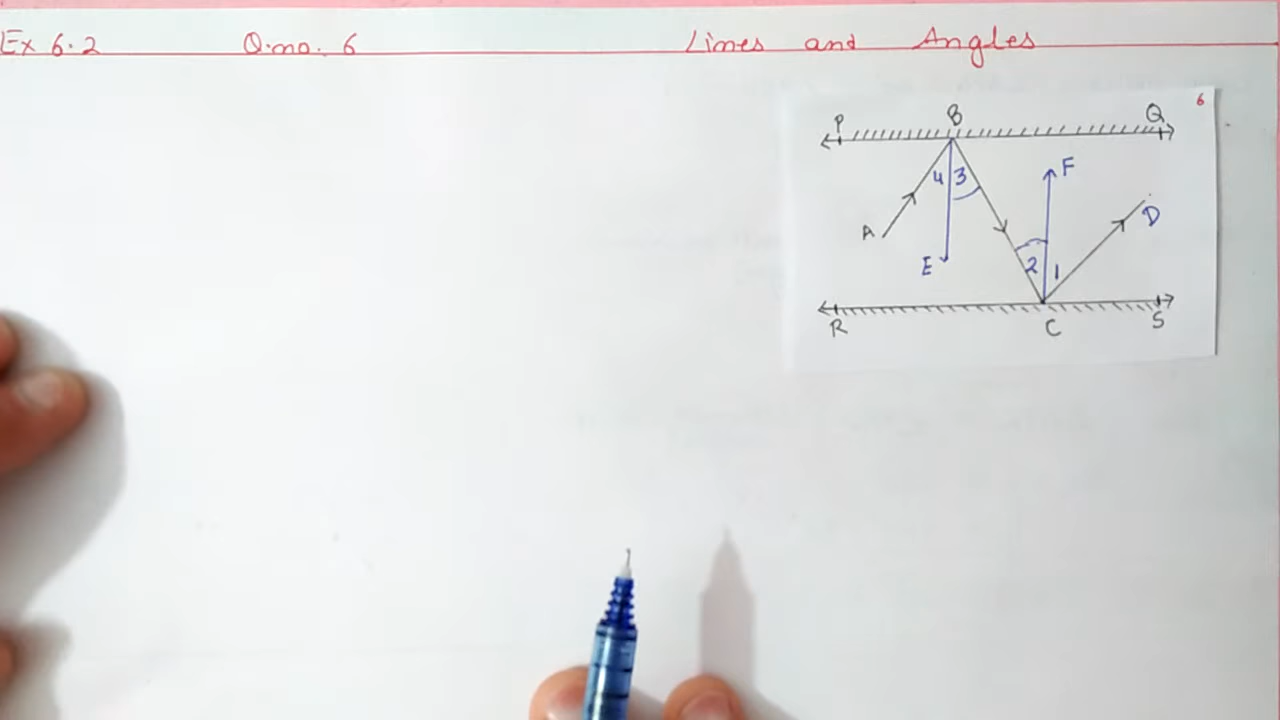 Ex 6.2 Q.no. 6 Lines and Angles
6
P B Q
4 3 F
A D
E 2 1
R C S